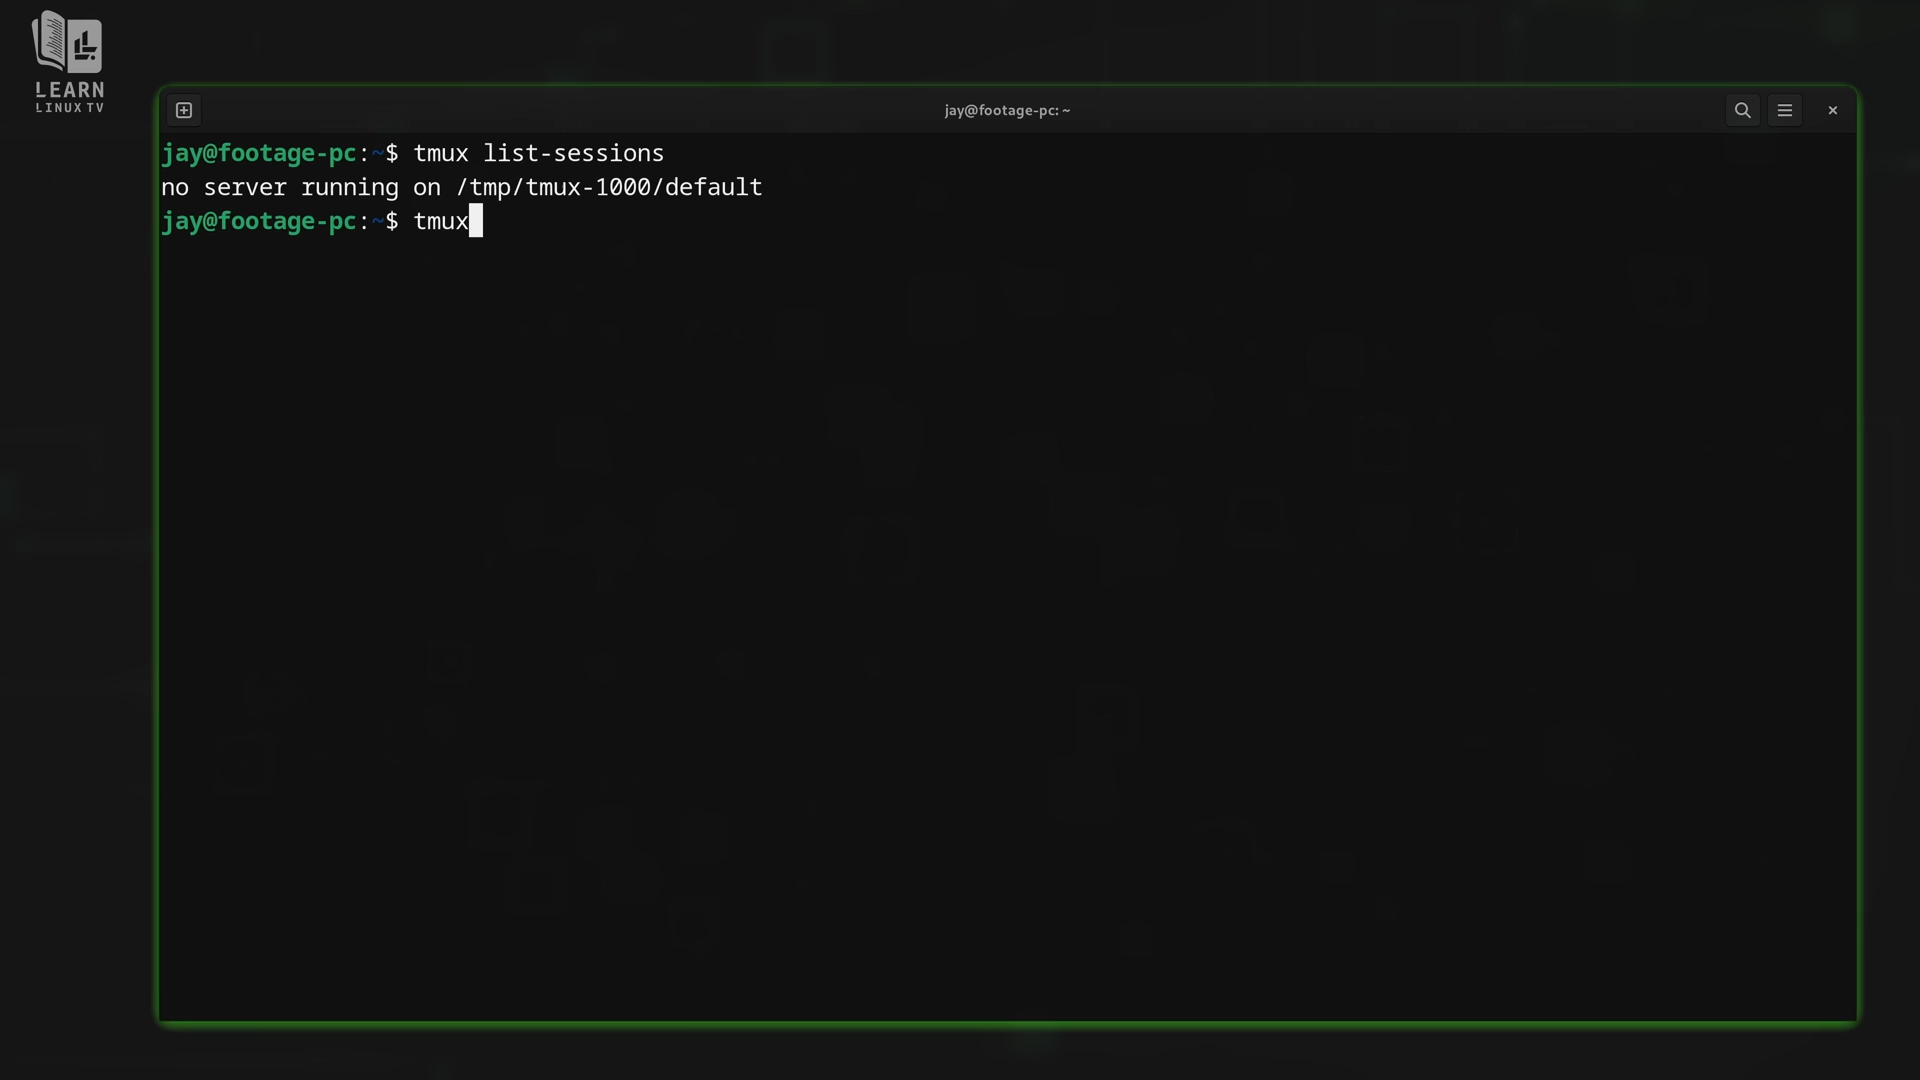 LEARN
LINUX TV
jay@footage-pc: ~
jay@footage-pc:~$ tmux list-sessions
no server running on /tmp/tmux-1000/default
jay@footage-pc:~$ tmux